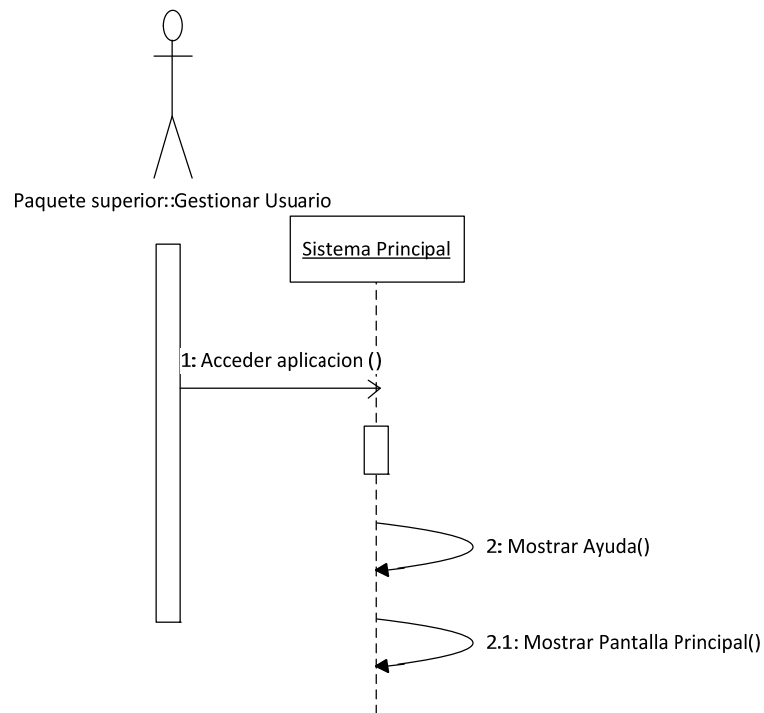 Paquete superior::Gestionar Usuario
Sistema Principal
1: Acceder aplicacion ()
2: Mostrar Ayuda()
2.1: Mostrar Pantalla Principal()